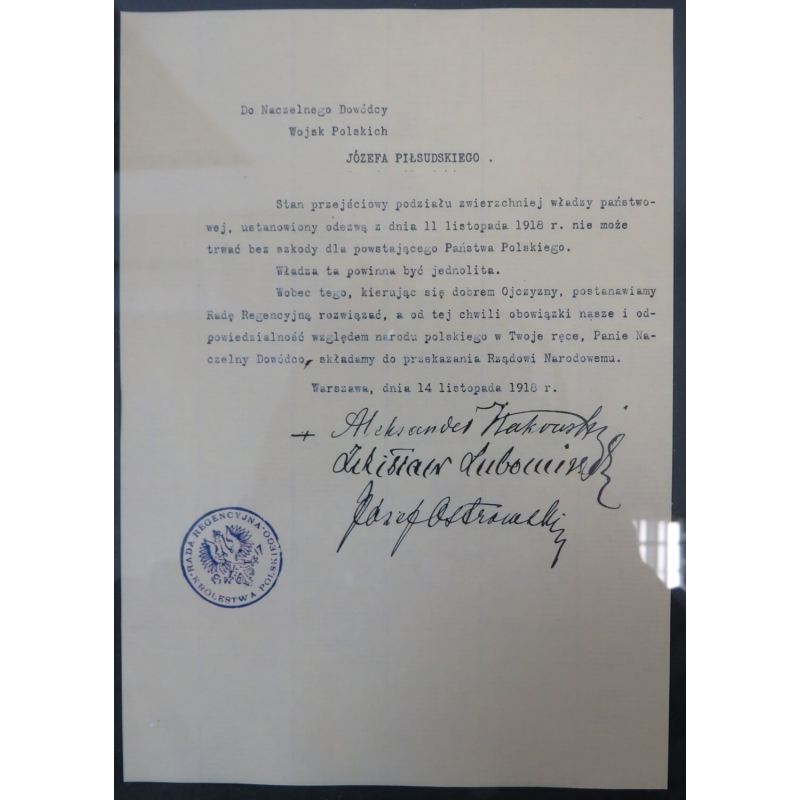 Do Naczelnego Dowódcy
Wojsk Polskich
JÓZEFA PIŁSUDSKIEGO .
Stan przejściowy podziału zwierzchniej władzy państwo-
wej, ustanowiony odezwą z dnia 11 listopada 1918 r. nie może
trwać bez szkody dla powstającego Państwa Polskiego.
Władza ta powinna być jednolita.
Wobec tego, kierując się dobrem Ojczyzny, postanawiamy
Radę Regencyjną rozwiązać, a od tej chwili obowiązki nasze i od-
powiedzialność względem narodu polskiego w Twoje ręce, Panie Na-
czelny Dowódco, składamy do przekazania Rządowi Narodowemu.
Warszawa, dnia 14 listopada 1918 r.
+ Aleksander Kakowski
Zdzisław Lubomirski
Józef Ostrowski
RADA REGENCYJNA
KRÓLESTWA POLSKIEGO